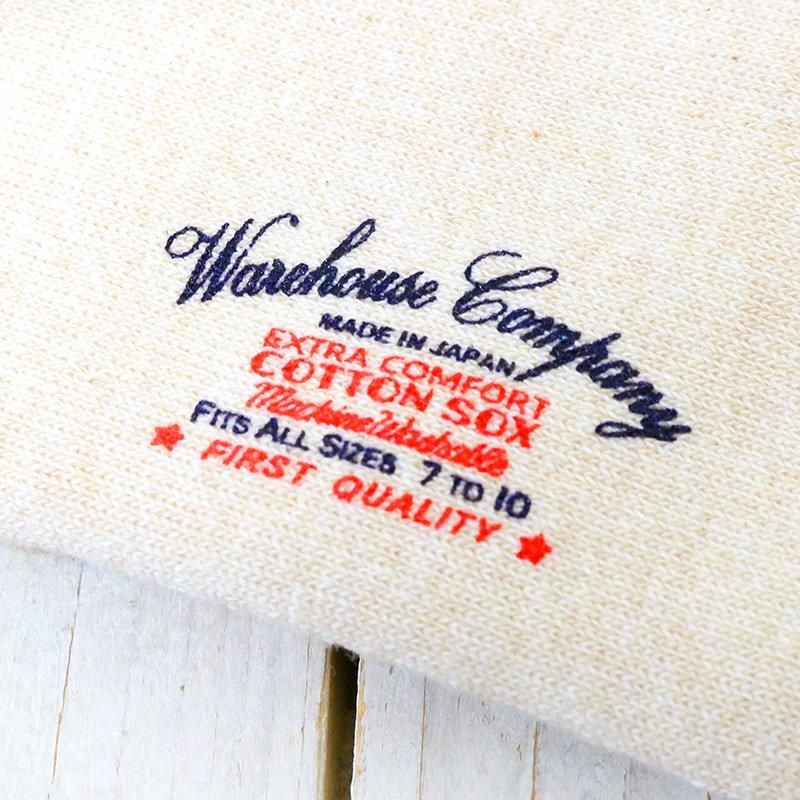 Warehouse Company
MADE IN JAPAN
EXTRA COMFORT
COTTON SOX
Machine Washable
FITS ALL SIZES 7 TO 10
★ FIRST QUALITY ★